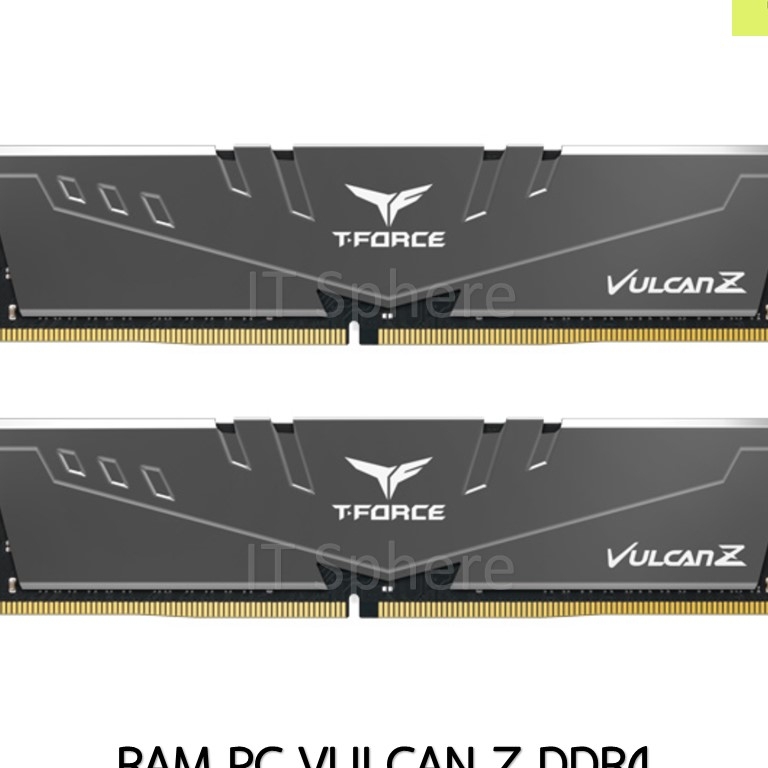 T-FORCE
VULCAN Z
IT Sphere
T-FORCE
VULCAN Z
IT Sphere
RAM PC VULCAN Z DDR4